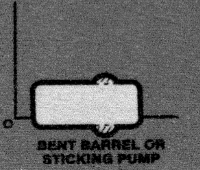 O
BENT BARREL OR
STICKING PUMP